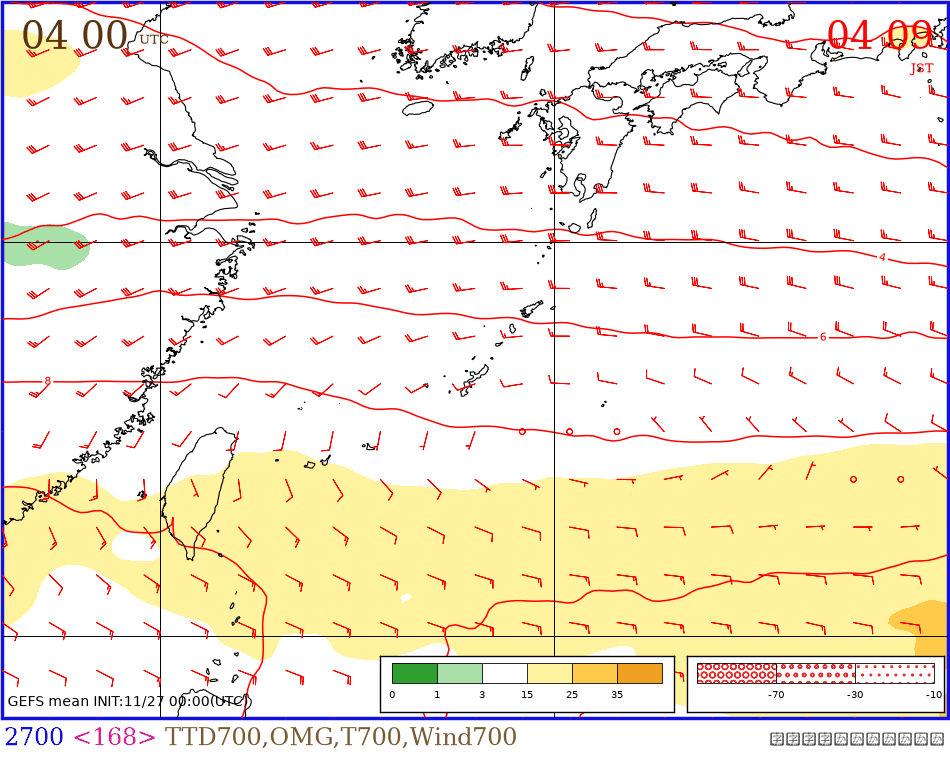 04 00 UTC
04 09
JST
4
6
8
0 1 3 15 25 35
-70 -30 -10
GEFS mean INIT:11/27 00:00(UTC)
2700 <168> TTD700,OMG,T700,Wind700